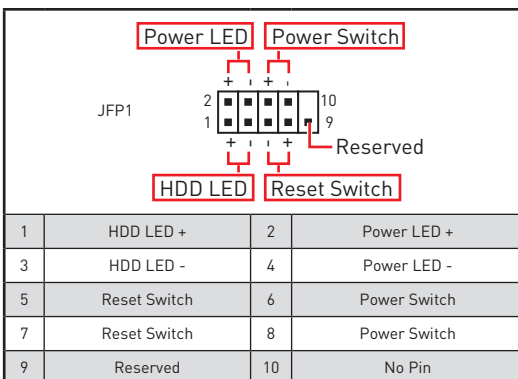 Power LED Power Switch
+ - + -
JFP1
2 10
1 9
+ - - +
Reserved
HDD LED Reset Switch
1 HDD LED + 2 Power LED +
3 HDD LED - 4 Power LED -
5 Reset Switch 6 Power Switch
7 Reset Switch 8 Power Switch
9 Reserved 10 No Pin